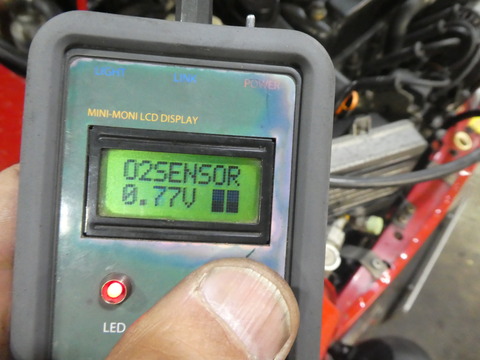 LIGHT LINK POWER
MINI-MONI LCD DISPLAY
O2SENSOR
0.77V
LED